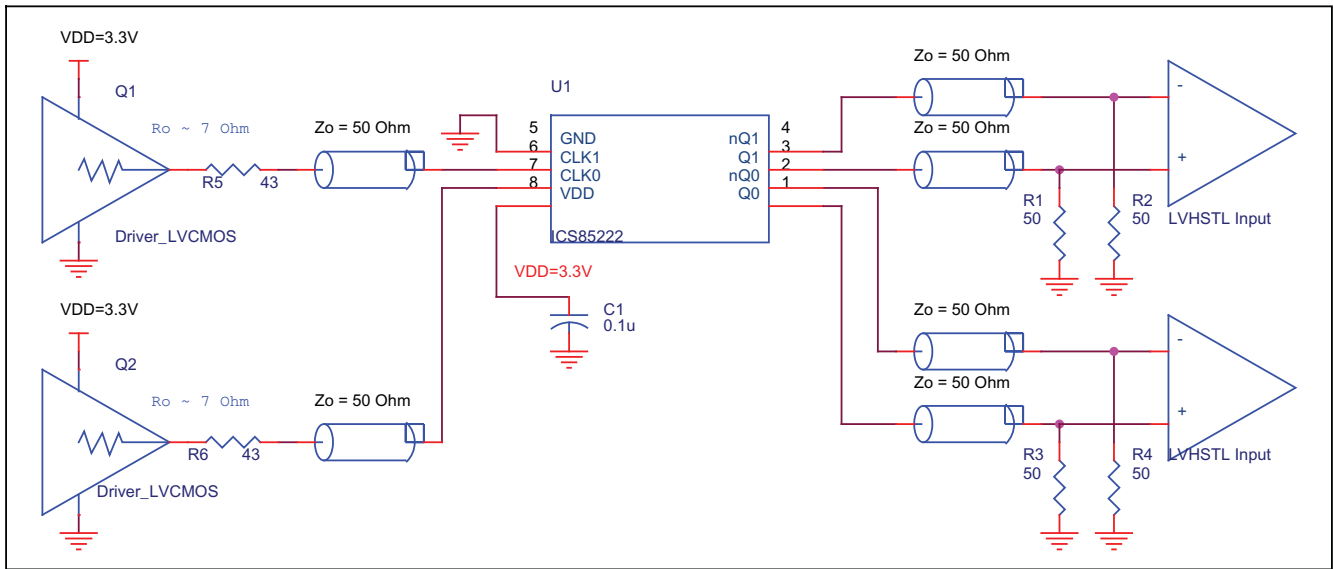 VDD=3.3V
Q1
Ro ~ 7 Ohm
R5
43
Driver_LVCMOS
Zo = 50 Ohm
VDD=3.3V
Q2
Ro ~ 7 Ohm
R6
43
Driver_LVCMOS
Zo = 50 Ohm
U1
5
6
7
8
GND
CLK1
CLK0
VDD
nQ1
Q1
nQ0
Q0
4
3
2
1
ICS85222
VDD=3.3V
C1
0.1u
Zo = 50 Ohm
Zo = 50 Ohm
-
+
R1
50
R2
50
LVHSTL Input
Zo = 50 Ohm
Zo = 50 Ohm
-
+
R3
50
R4
50
LVHSTL Input